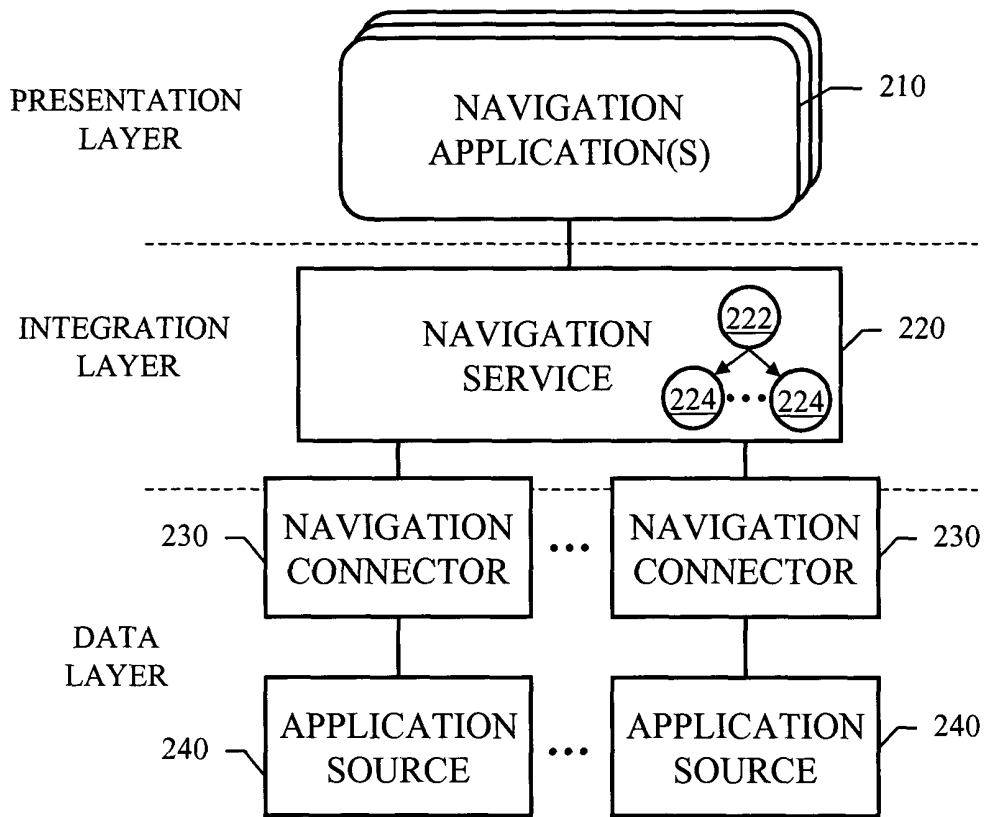 PRESENTATION
LAYER
NAVIGATION
APPLICATION(S)
210
INTEGRATION
LAYER
NAVIGATION
SERVICE
222
224
224
220
230
NAVIGATION
CONNECTOR
NAVIGATION
CONNECTOR
230
DATA
LAYER
240
APPLICATION
SOURCE
APPLICATION
SOURCE
240